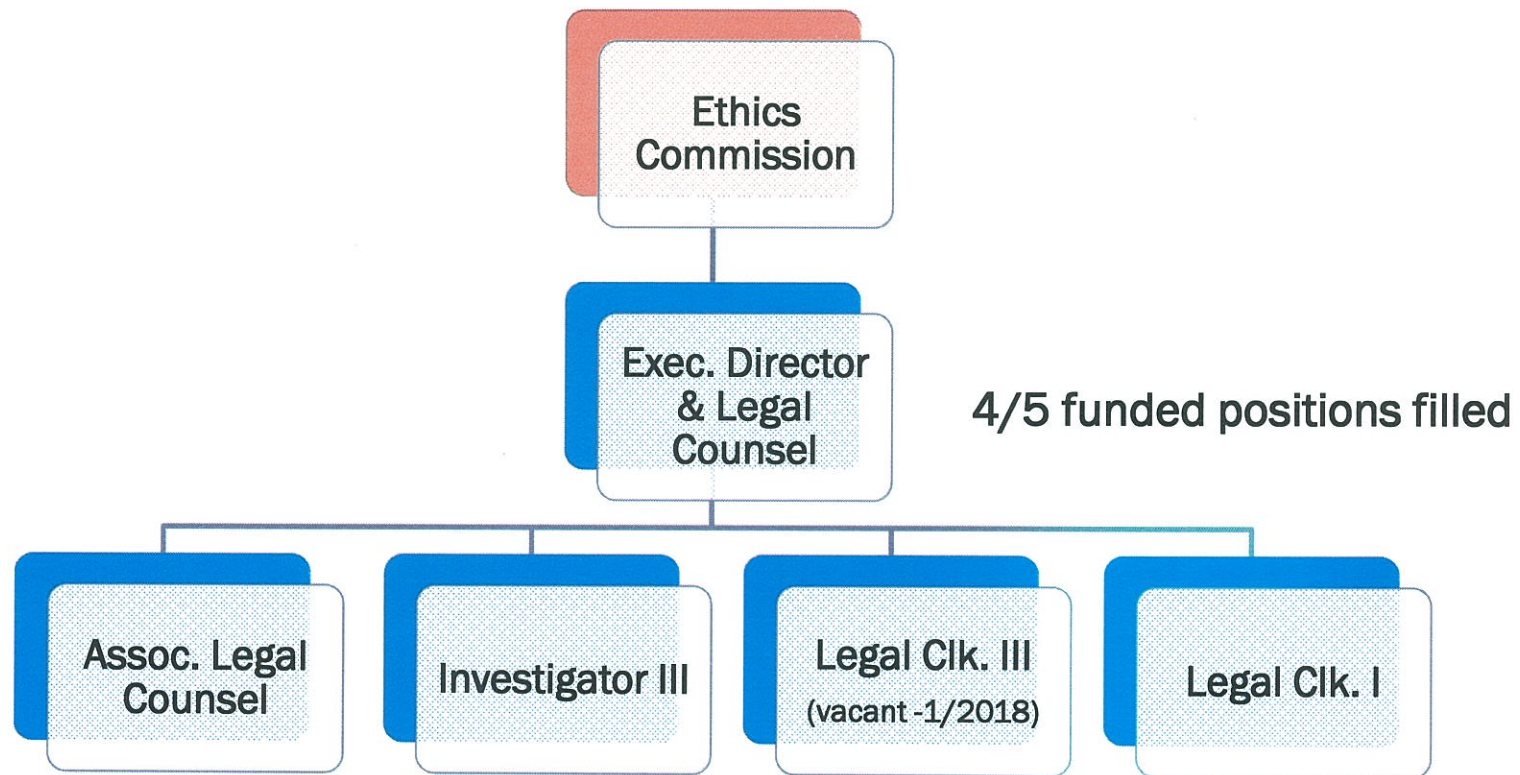 Ethics
Commission
Exec. Director
& Legal
Counsel
4/5 funded positions filled
Assoc. Legal
Counsel
Investigator III
Legal Clk. III
(vacant -1/2018)
Legal Clk. I